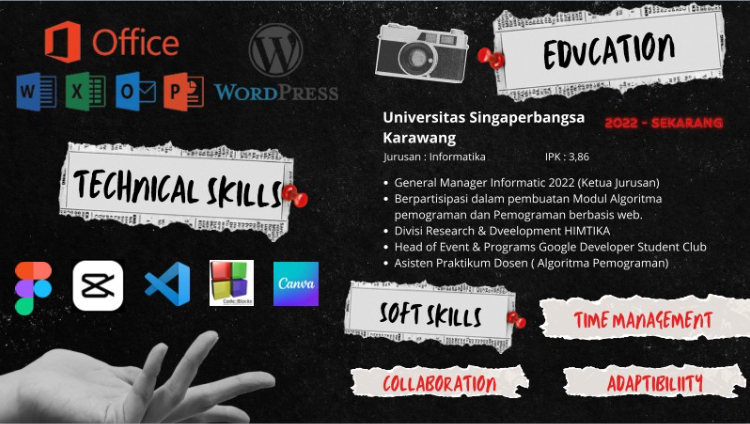 Office
W
X
O
P
WORDPRESS
TECHNICAL SKILLS
Code::Blocks
Canva
EDUCATION
Universitas Singaperbangsa
Karawang
2022 - SEKARANG
Jurusan : Informatika IPK : 3,86
General Manager Informatic 2022 (Ketua Jurusan)
Berpartisipasi dalam pembuatan Modul Algoritma
pemograman dan Pemograman berbasis web.
Divisi Research & Dveelopment HIMTIKA
Head of Event & Programs Google Developer Student Club
Asisten Praktikum Dosen ( Algoritma Pemograman)
SOFT SKILLS
TIME MANAGEMENT
COLLABORATION
ADAPTIBILIITY